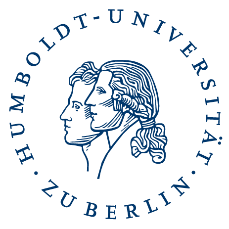 HUMBOLDT-UNIVERSITÄT
· ZU BERLIN ·